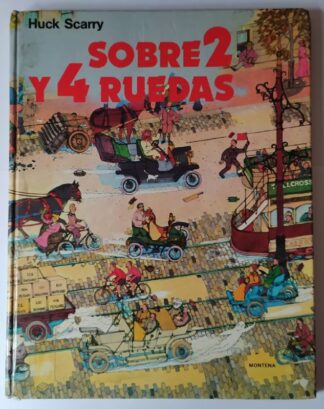 Huck Scarry
SOBRE 2
Y 4 RUEDAS
MONTENA